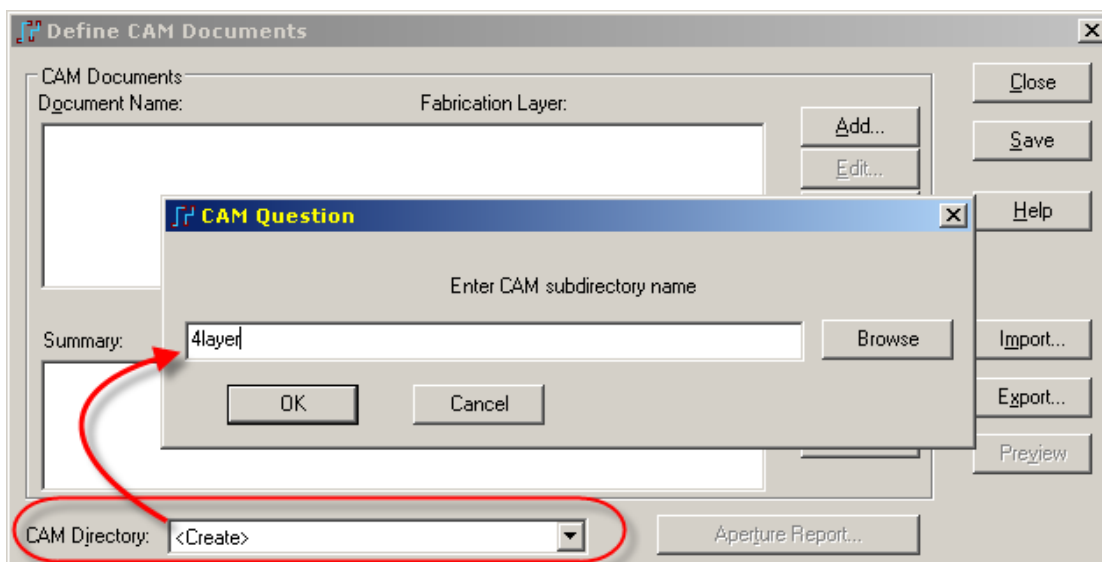 Define CAM Documents
CAM Documents
Document Name: Fabrication Layer:
Close
Add...
Save
Edit...
CAM Question
Help
Enter CAM subdirectory name
Summary:
4layer
Browse
Import...
OK Cancel
Export...
Preview
CAM Directory: <Create>
Aperture Report...